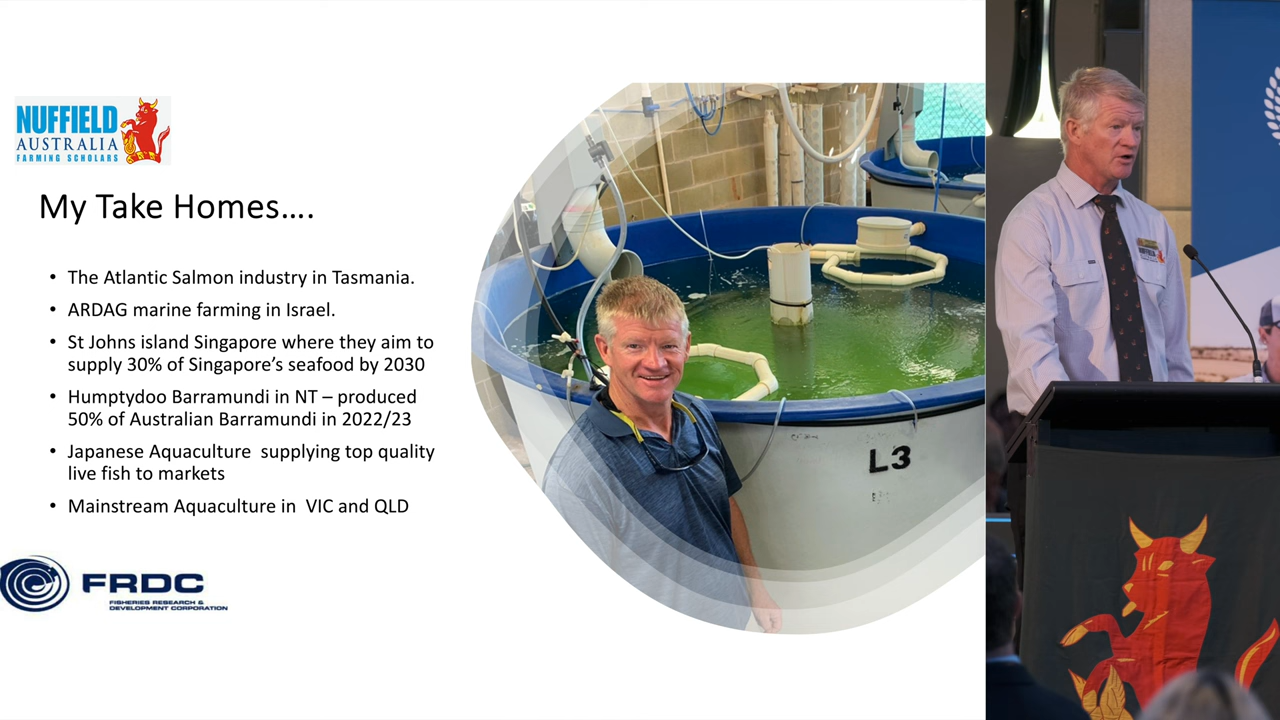 NUFFIELD
AUSTRALIA
FARMING SCHOLARS
My Take Homes….
• The Atlantic Salmon industry in Tasmania.
• ARDAG marine farming in Israel.
• St Johns island Singapore where they aim to
supply 30% of Singapore’s seafood by 2030
• Humptydoo Barramundi in NT – produced
50% of Australian Barramundi in 2022/23
• Japanese Aquaculture  supplying top quality
live fish to markets
• Mainstream Aquaculture in  VIC and QLD
FRDC
FISHERIES RESEARCH &
DEVELOPMENT CORPORATION
L3
NUFFIELD